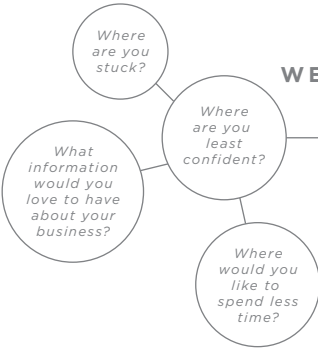 Where
are you
stuck?
WE
Where
are you
least
confident?
What
information
would you
love to have
about your
business?
Where
would you
like to
spend less
time?